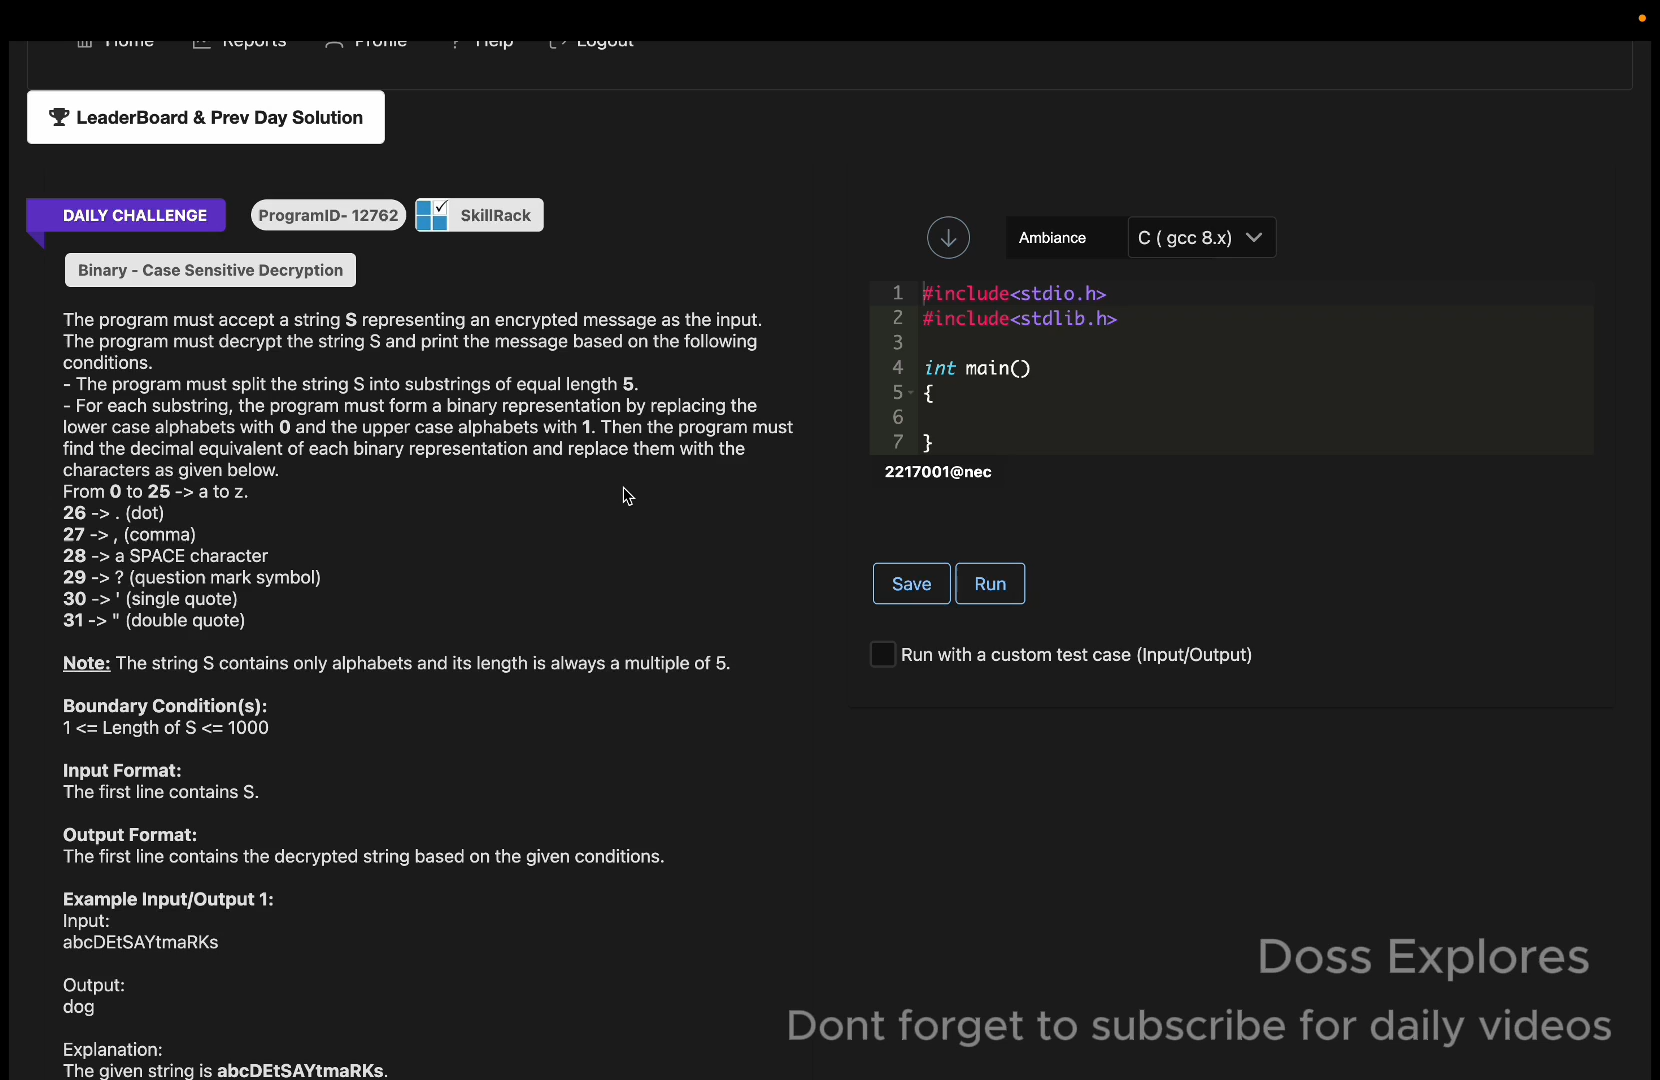 Home Reports Profile ? Help Logout
LeaderBoard & Prev Day Solution
DAILY CHALLENGE ProgramID- 12762 SkillRack
Binary - Case Sensitive Decryption
The program must accept a string S representing an encrypted message as the input.
The program must decrypt the string S and print the message based on the following
conditions.
- The program must split the string S into substrings of equal length 5.
- For each substring, the program must form a binary representation by replacing the
lower case alphabets with 0 and the upper case alphabets with 1. Then the program must
find the decimal equivalent of each binary representation and replace them with the
characters as given below.
From 0 to 25 -> a to z.
26 -> . (dot)
27 -> , (comma)
28 -> a SPACE character
29 -> ? (question mark symbol)
30 -> ' (single quote)
31 -> " (double quote)
Note: The string S contains only alphabets and its length is always a multiple of 5.
Boundary Condition(s):
1 <= Length of S <= 1000
Input Format:
The first line contains S.
Output Format:
The first line contains the decrypted string based on the given conditions.
Example Input/Output 1:
Input:
abcDEtSAYtmaRKs
Output:
dog
Explanation:
The given string is abcDEtSAYtmaRKs.
Ambiance C ( gcc 8.x)
1 #include<stdio.h>
2 #include<stdlib.h>
3
4 int main()
5 {
6
7 }
2217001@nec
Save Run
Run with a custom test case (Input/Output)
Doss Explores
Dont forget to subscribe for daily videos